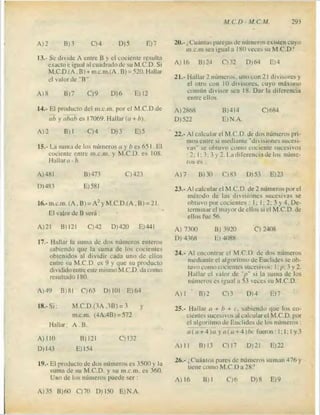 M.C.D. M.C.M. 293
A) 2 B) 3 C) 4 D) 5 E) 7
13.- Se divide A entre B y el cociente resulta
exacto e igual al cuadrado de su M.C.D. Si
M.C.D.(A , B) + m.c.m.(A , B) = 520. Hallar
el valor de "B".
A) 8 B) 7 C) 9 D) 6 E) 12
14.- El producto del m.c.m. por el M.C.D de
ab y abab es 17069. Hallar (a + b).
A) 2 B) 1 C) 4 D) 3 E) 5
15.- La suma de los números a y b es 651. El
cociente entre m.c.m. y M.C.D. es 108.
Hallar a - b.
A) 481 B) 473 C) 423
D) 483 E) 581
16.- m.c.m. (A , B) = A² y M.C.D.(A , B) = 21.
El valor de B será :
A) 21 B) 121 C) 42 D) 420 E) 441
17.- Hallar la suma de dos números enteros
sabiendo que la suma de los cocientes
obtenidos al dividir cada uno de ellos
entre su M.C.D. es 9 y que su producto
dividido entre este mismo M.C.D. da como
resultado 180.
A) 49 B) 81 C) 63 D) 101 E) 64
18.- Si : M.C.D.(3A ,3B) = 3 y
m.c.m. (4A;4B) = 572
Hallar: A . B.
A) 110 B) 121 C) 132
D) 143 E) 154
19.- El producto de dos números es 3500 y la
suma de su M.C.D. y su m.c.m. es 360.
Uno de los números puede ser :
A) 35 B) 60 C) 70 D) 150 E) N.A.
20.- ¿Cuántas parejas de números existen cuyo
m.c.m sea igual a 180 veces su M.C.D.?
A) 16 B) 24 C) 32 D) 64 E) 4
21.- Hallar 2 números, uno con 21 divisores y
el otro con 10 divisores, cuyo máximo
común divisor sea 18. Dar la diferencia
entre ellos.
A) 2868 B) 414 C) 684
D) 522 E) N.A.
22.- Al calcular el M.C.D. de dos números pri-
mos entre si mediante "divisiones sucesi-
vas" se obtuvo como cociente sucesivos
: 2; 1; 3; 3 y 2. La diferencia de los núme-
ros es :
A) 7 B) 30 C) 83 D) 53 E) 23
23.- Al calcular el M.C.D. de 2 números por el
método de las divisiones sucesivas se
obtuvo por cocientes : 1; 1; 2; 3 y 4. De-
terminar el mayor de ellos si el M.C.D. de
ellos fue 56.
A) 7300 B) 3920 C) 2408
D) 4368 E) 4088
24.- Al encontrar el M.C.D. de dos números
mediante el algoritmo de Euclides se ob-
tuvo como cocientes sucesivos: 1; p; 3 y 2.
Hallar el valor de "p" si la suma de los
números es igual a 53 veces su M.C.D.
A) 1 B) 2 C) 3 D) 4 E) 7
25.- Hallar a + b + c, sabiendo que los co-
cientes sucesivos al calcular el M.C.D. por
el algoritmo de Euclides de los números :
A) 11 B) 13 C) 17 D) 21 E) 22
26.- ¿Cuántos pares de números suman 476 y
tiene como M.C.D a 28?
A) 16 B) 1 C) 6 D) 8 E) 9